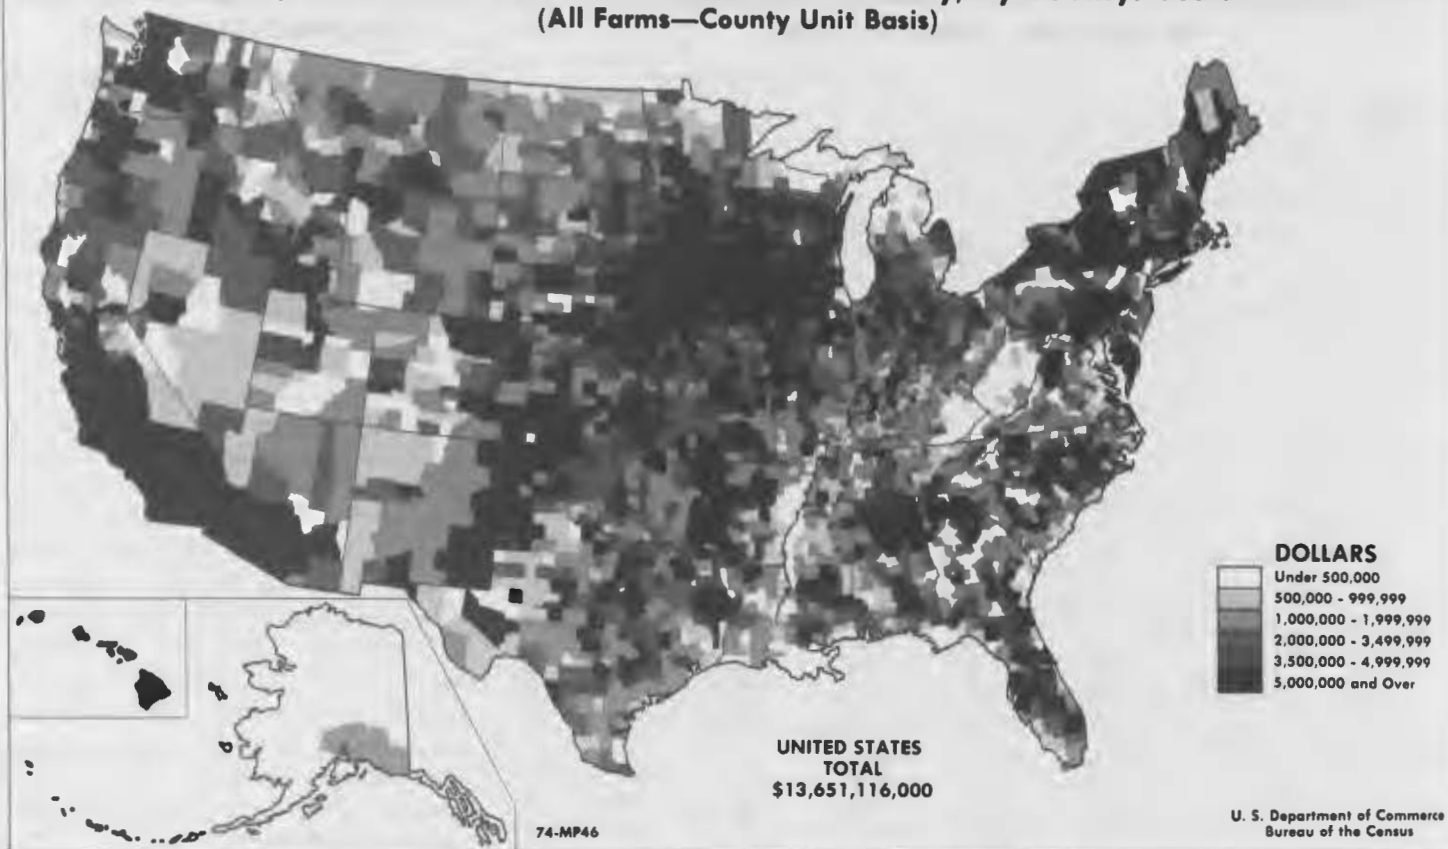 (All Farms—County Unit Basis)
DOLLARS
Under 500,000
500,000 - 999,999
1,000,000 - 1,999,999
2,000,000 - 3,499,999
3,500,000 - 4,999,999
5,000,000 and Over
UNITED STATES
TOTAL
$13,651,116,000
74-MP46
U. S. Department of Commerce
Bureau of the Census